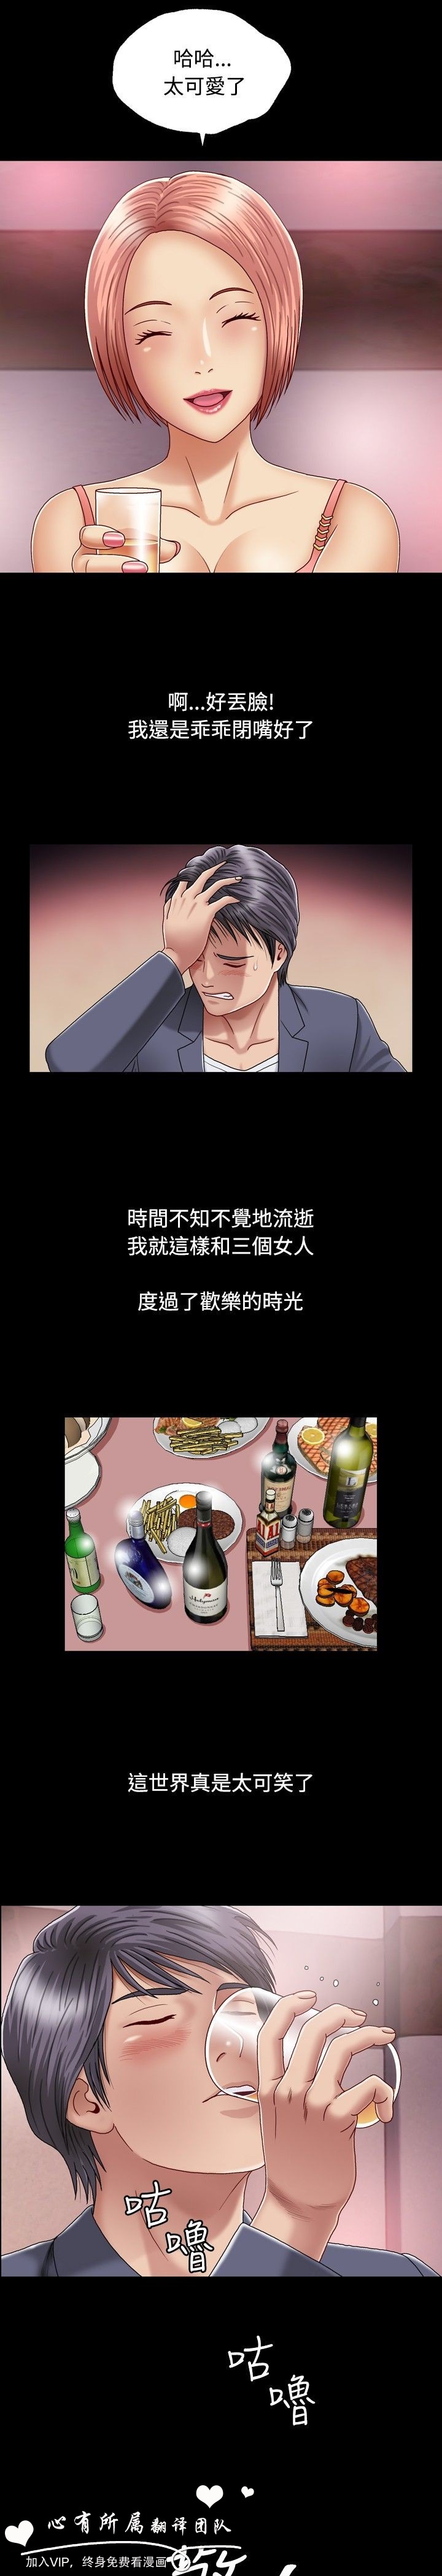 哈哈...
太可愛了
啊...好丟臉!
我還是乖乖閉嘴好了
時間不知不覺地流逝
我就這樣和三個女人
度過了歡樂的時光
這世界真是太可笑了
咕
嚕
咕
嚕
心有所属翻译团队
加入VIP，终身免费看漫画